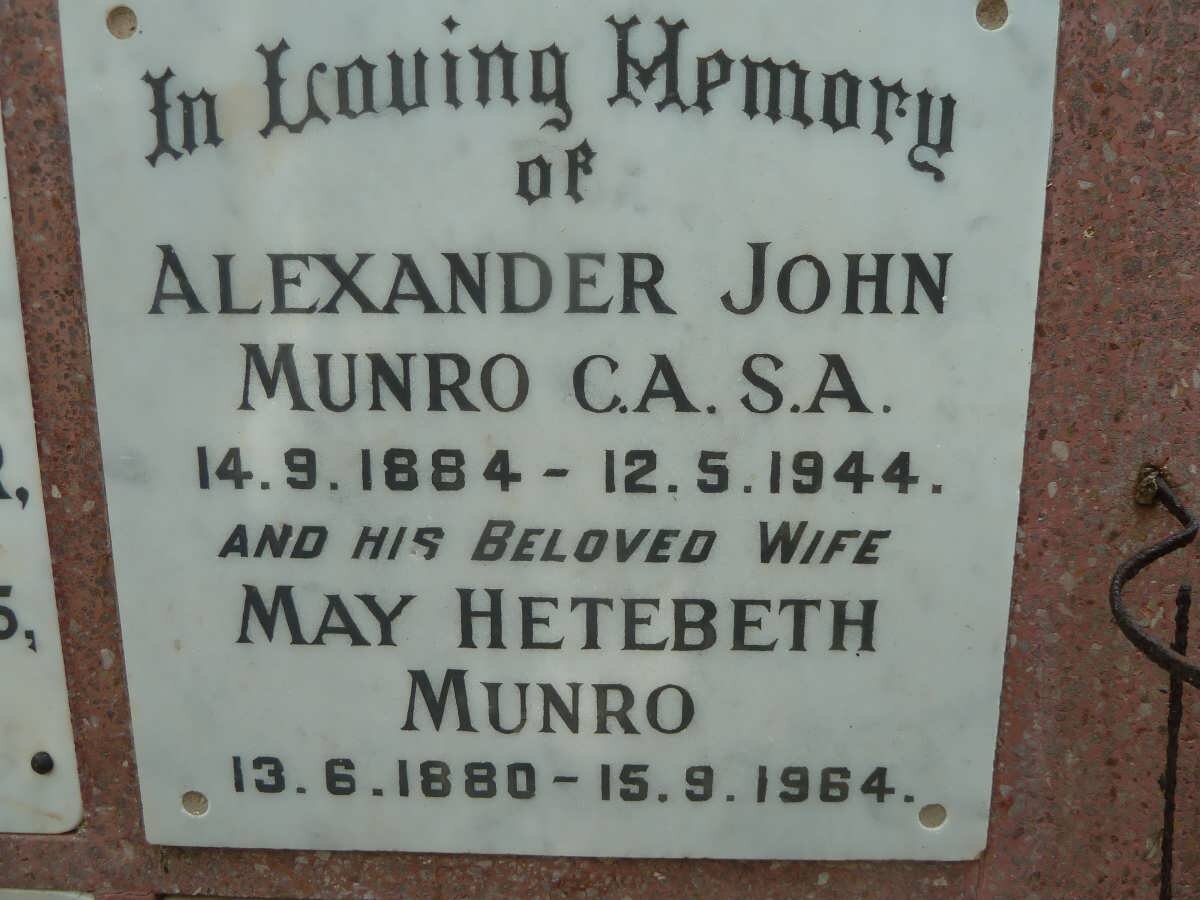 In Loving Memory
of
ALEXANDER JOHN
MUNRO C.A. S.A.
14.9.1884 - 12.5.1944.
AND HIS BELOVED WIFE
MAY HETEBETH
MUNRO
13.6.1880 - 15.9.1964.
R,
5,